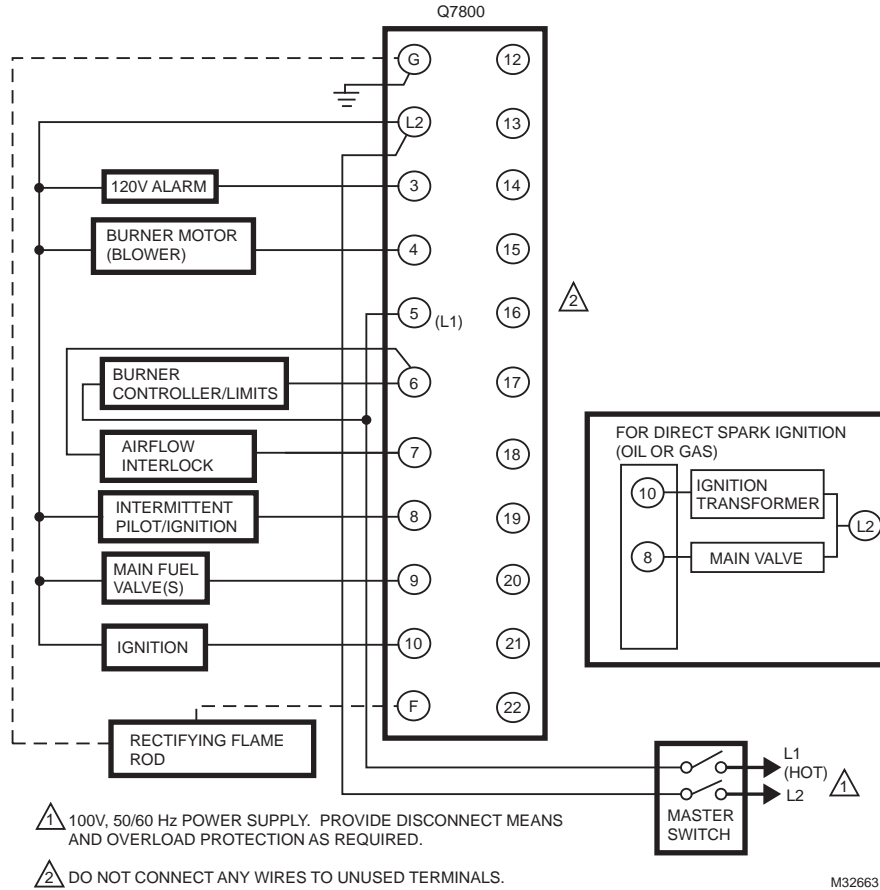 Q7800
G
12
L2
13
120V ALARM
3
14
BURNER MOTOR
(BLOWER)
4
15
5
(L1)
16
2
BURNER
CONTROLLER/LIMITS
6
17
AIRFLOW
INTERLOCK
7
18
INTERMITTENT
PILOT/IGNITION
8
19
MAIN FUEL
VALVE(S)
9
20
IGNITION
10
21
F
22
RECTIFYING FLAME
ROD
FOR DIRECT SPARK IGNITION
(OIL OR GAS)
10
IGNITION
TRANSFORMER
L2
8
MAIN VALVE
L1
(HOT)
1
L2
MASTER
SWITCH
1 100V, 50/60 Hz POWER SUPPLY. PROVIDE DISCONNECT MEANS
AND OVERLOAD PROTECTION AS REQUIRED.
2 DO NOT CONNECT ANY WIRES TO UNUSED TERMINALS.
M32663